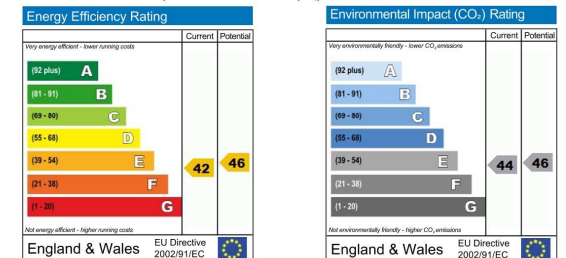 Energy Efficiency Rating
Current Potential
Very energy efficient - lower running costs
(92 plus) A
(81 - 91) B
(69 - 80) C
(55 - 68) D
(39 - 54) E
(21 - 38) F
(1 - 20) G
42
46
Not energy efficient - higher running costs
England & Wales
EU Directive
2002/91/EC
Environmental Impact (CO₂) Rating
Current Potential
Very environmentally friendly - lower CO₂ emissions
(92 plus) A
(81 - 91) B
(69 - 80) C
(55 - 68) D
(39 - 54) E
(21 - 38) F
(1 - 20) G
44
46
Not environmentally friendly - higher CO₂ emissions
England & Wales
EU Directive
2002/91/EC